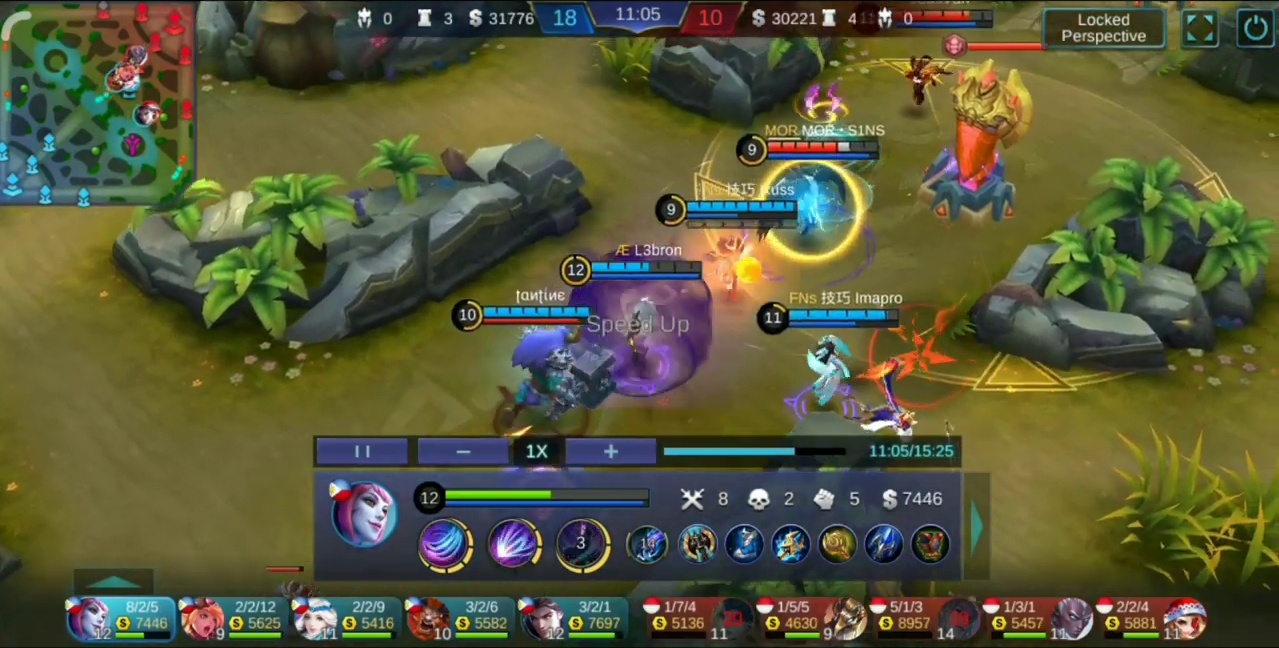 0 3 $ 31776 18 11:05 10 $ 30221 4 0
Locked
Perspective
MOR MOR • S1NS
9
技巧
9
Æ L3bron
12
ţαηţίиє
10
Speed Up
FNs 技巧 Imapro
11
1X
11:05/15:25
12 8 2 5 $ 7446
3 14
8/2/5 2/2/12 2/2/9 3/2/6 3/2/1 1/7/4 1/5/5 5/1/3 1/3/1 2/2/4
7446 5625 5416 5582 7697 5136 4630 8957 5457 5881
12 9 11 10 12 11 9 14 11 11